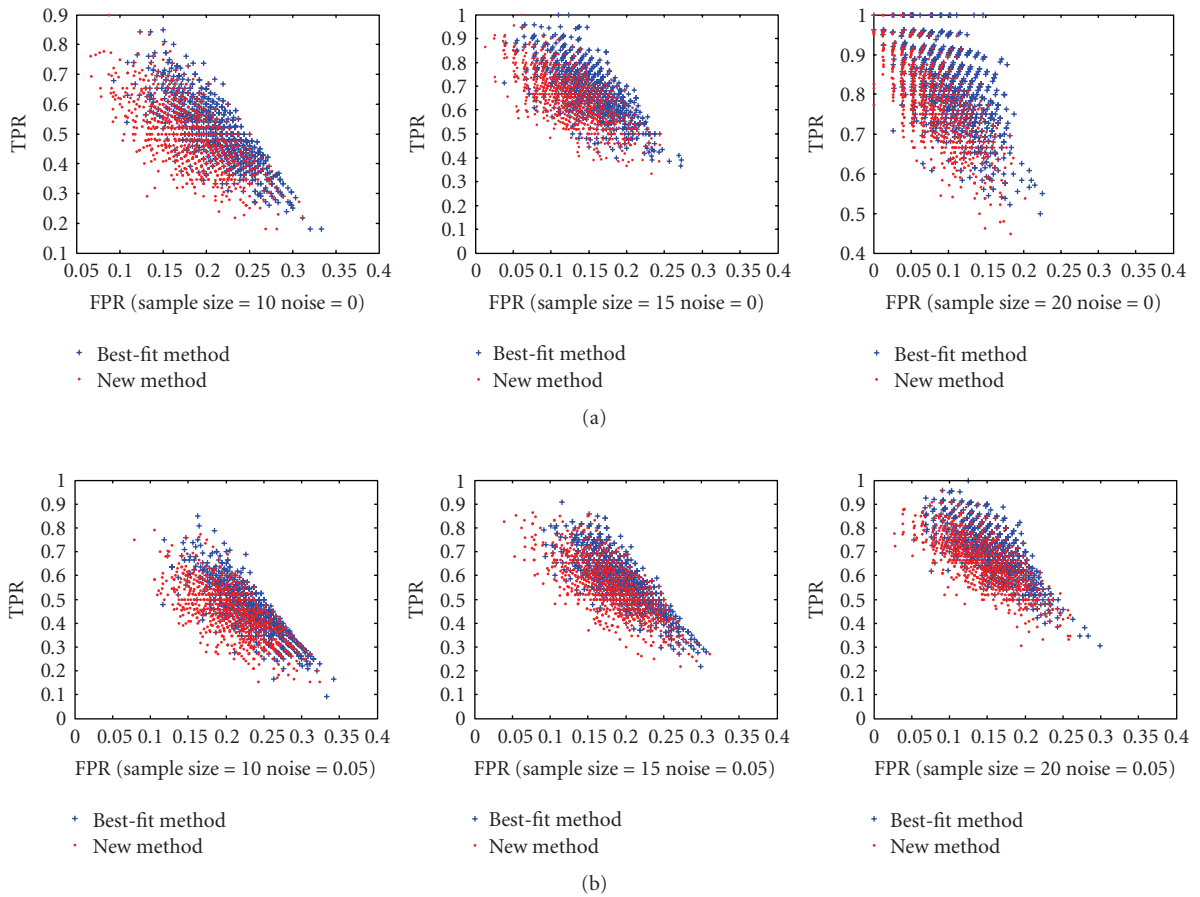 0.9
0.8
0.7
0.6
0.5
0.4
0.3
0.2
0.1
TPR
0.05 0.1 0.15 0.2 0.25 0.3 0.35 0.4
FPR (sample size = 10 noise = 0)
Best-fit method
New method
1
0.9
0.8
0.7
0.6
0.5
0.4
0.3
0.2
0.1
0
TPR
0 0.05 0.1 0.15 0.2 0.25 0.3 0.35 0.4
FPR (sample size = 15 noise = 0)
Best-fit method
New method
1
0.9
0.8
0.7
0.6
0.5
0.4
TPR
0 0.05 0.1 0.15 0.2 0.25 0.3 0.35 0.4
FPR (sample size = 20 noise = 0)
Best-fit method
New method
(a)
1
0.9
0.8
0.7
0.6
0.5
0.4
0.3
0.2
0.1
0
TPR
0 0.05 0.1 0.15 0.2 0.25 0.3 0.35 0.4
FPR (sample size = 10 noise = 0.05)
Best-fit method
New method
1
0.9
0.8
0.7
0.6
0.5
0.4
0.3
0.2
0.1
0
TPR
0 0.05 0.1 0.15 0.2 0.25 0.3 0.35 0.4
FPR (sample size = 15 noise = 0.05)
Best-fit method
New method
1
0.9
0.8
0.7
0.6
0.5
0.4
0.3
0.2
0.1
0
TPR
0 0.05 0.1 0.15 0.2 0.25 0.3 0.35 0.4
FPR (sample size = 20 noise = 0.05)
Best-fit method
New method
(b)